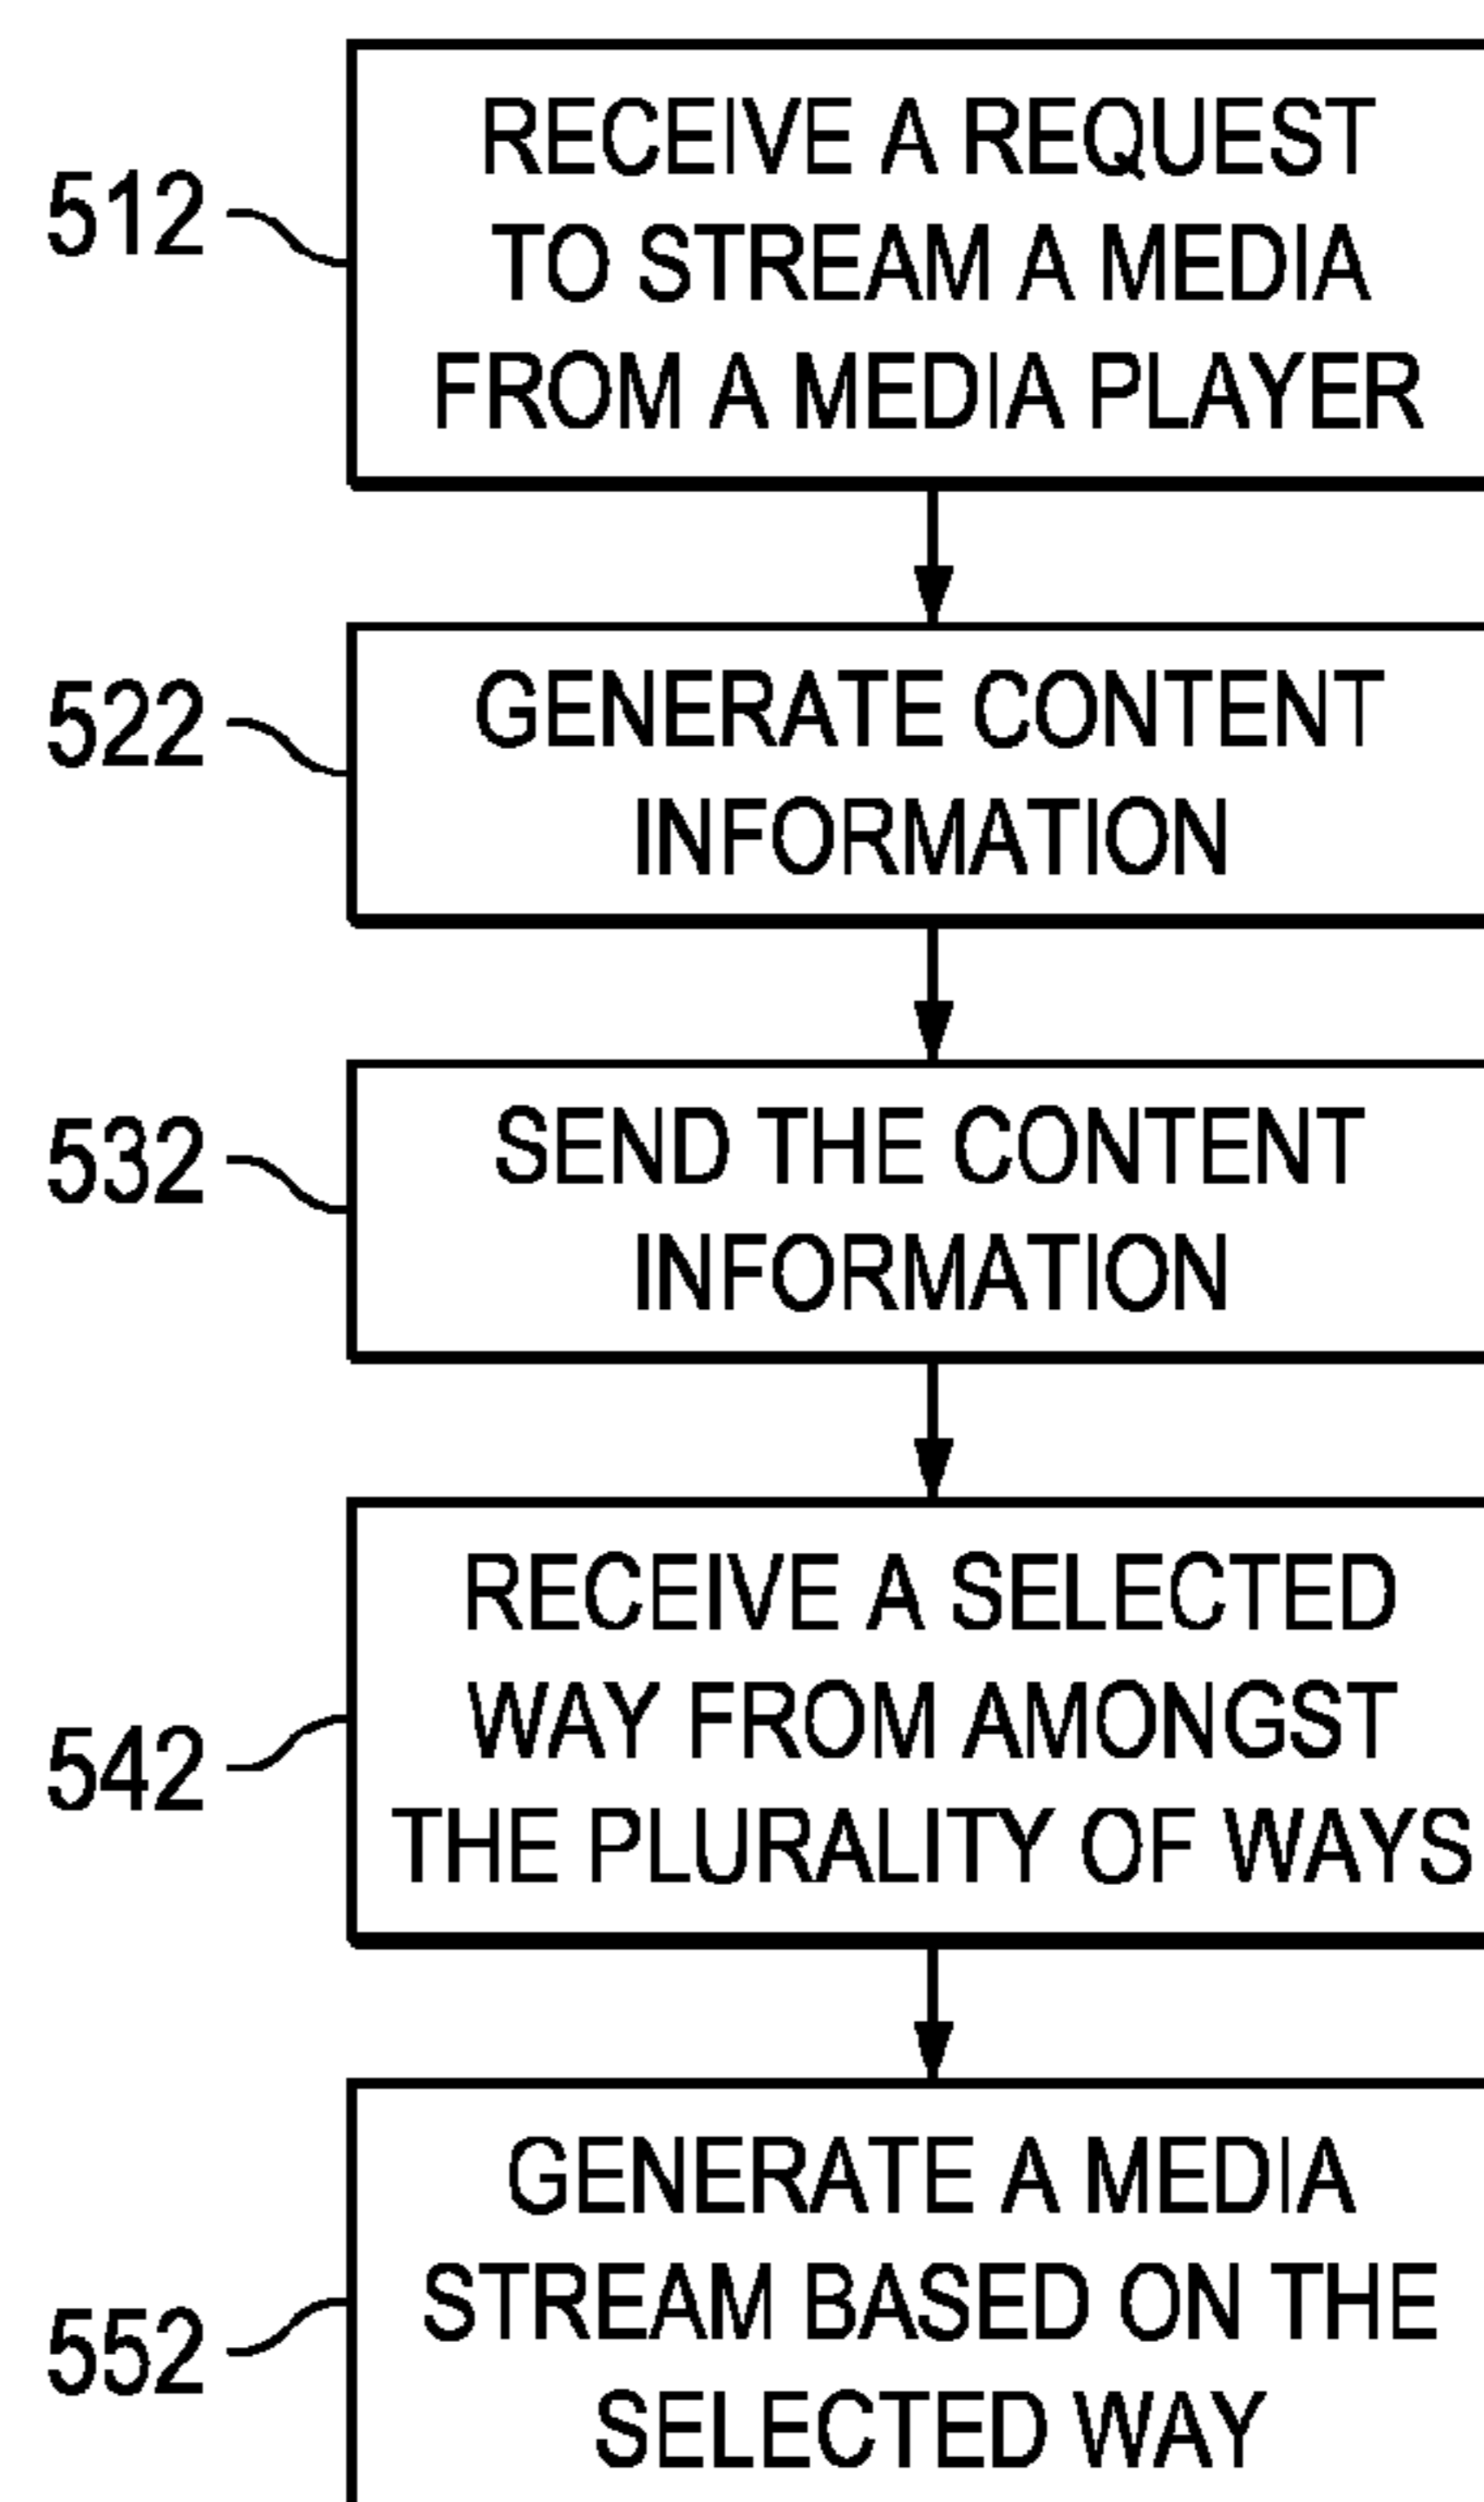 512
RECEIVE A REQUEST
TO STREAM A MEDIA
FROM A MEDIA PLAYER
522
GENERATE CONTENT
INFORMATION
532
SEND THE CONTENT
INFORMATION
542
RECEIVE A SELECTED
WAY FROM AMONGST
THE PLURALITY OF WAYS
552
GENERATE A MEDIA
STREAM BASED ON THE
SELECTED WAY